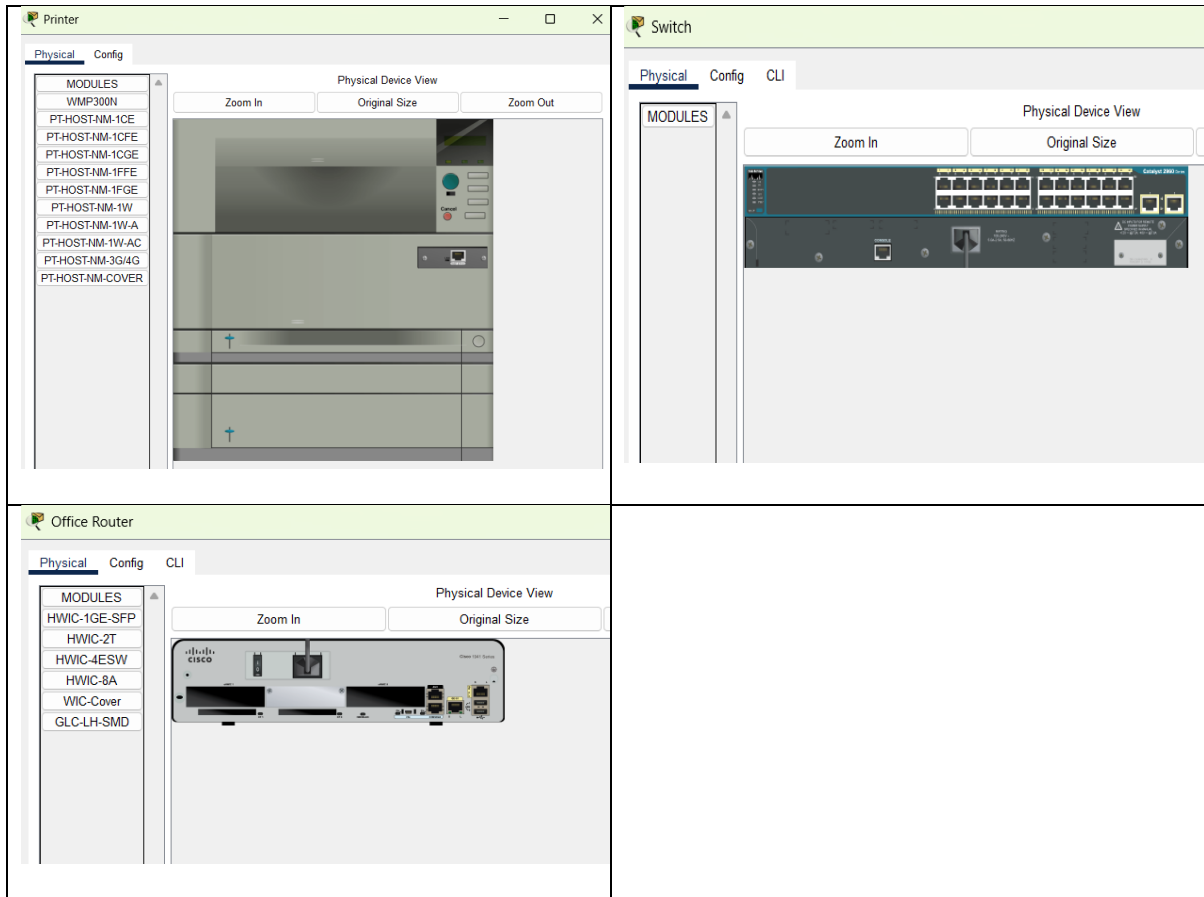 Printer
Physical Config
MODULES
WMP300N
PT-HOST-NM-1CE
PT-HOST-NM-1CFE
PT-HOST-NM-1CGE
PT-HOST-NM-1FFE
PT-HOST-NM-1FGE
PT-HOST-NM-1W
PT-HOST-NM-1W-A
PT-HOST-NM-1W-AC
PT-HOST-NM-3G/4G
PT-HOST-NM-COVER
Physical Device View
Zoom In Original Size Zoom Out
Cancel
Switch
Physical Config CLI
MODULES
Physical Device View
Zoom In Original Size
Catalyst 2960 Series
CONSOLE
Office Router
Physical Config CLI
MODULES
HWIC-1GE-SFP
HWIC-2T
HWIC-4ESW
HWIC-8A
WIC-Cover
GLC-LH-SMD
Physical Device View
Zoom In Original Size
CISCO
Cisco 1941 Series